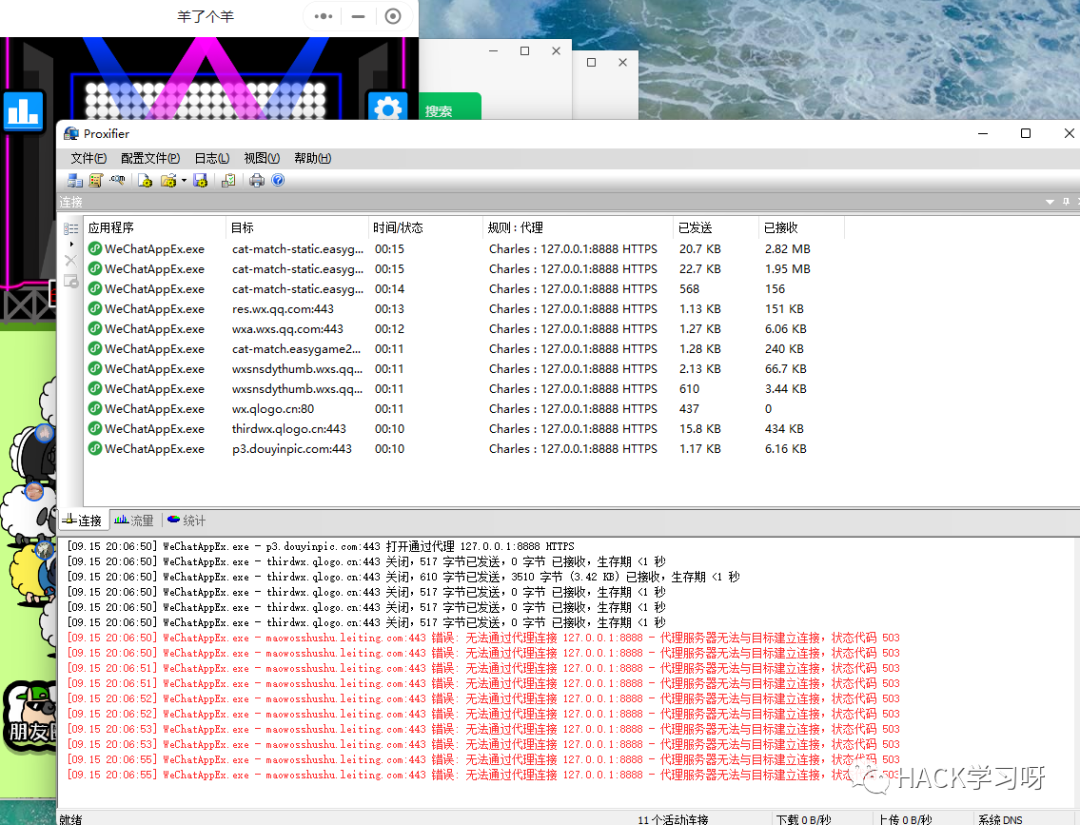 羊了个羊
搜索
Proxifier
文件(F) 配置文件(P) 日志(L) 视图(V) 帮助(H)
连接
应用程序 目标 时间/状态 规则 : 代理 已发送 已接收
WeChatAppEx.exe cat-match-static.easyg... 00:15 Charles : 127.0.0.1:8888 HTTPS 20.7 KB 2.82 MB
WeChatAppEx.exe cat-match-static.easyg... 00:15 Charles : 127.0.0.1:8888 HTTPS 22.7 KB 1.95 MB
WeChatAppEx.exe cat-match-static.easyg... 00:14 Charles : 127.0.0.1:8888 HTTPS 568 156
WeChatAppEx.exe res.wx.qq.com:443 00:13 Charles : 127.0.0.1:8888 HTTPS 1.13 KB 151 KB
WeChatAppEx.exe wxa.wxs.qq.com:443 00:12 Charles : 127.0.0.1:8888 HTTPS 1.27 KB 6.06 KB
WeChatAppEx.exe cat-match.easygame2... 00:11 Charles : 127.0.0.1:8888 HTTPS 1.28 KB 240 KB
WeChatAppEx.exe wxsnsdythumb.wxs.qq... 00:11 Charles : 127.0.0.1:8888 HTTPS 2.13 KB 66.7 KB
WeChatAppEx.exe wxsnsdythumb.wxs.qq... 00:11 Charles : 127.0.0.1:8888 HTTPS 610 3.44 KB
WeChatAppEx.exe wx.qlogo.cn:80 00:11 Charles : 127.0.0.1:8888 HTTPS 437 0
WeChatAppEx.exe thirdwx.qlogo.cn:443 00:10 Charles : 127.0.0.1:8888 HTTPS 15.8 KB 434 KB
WeChatAppEx.exe p3.douyinpic.com:443 00:10 Charles : 127.0.0.1:8888 HTTPS 1.17 KB 6.16 KB
连接 流量 统计
[09.15 20:06:50] WeChatAppEx.exe - p3.douyinpic.com:443 打开通过代理 127.0.0.1:8888 HTTPS
[09.15 20:06:50] WeChatAppEx.exe - thirdwx.qlogo.cn:443 关闭，517 字节已发送，0 字节 已接收，生存期 <1 秒
[09.15 20:06:50] WeChatAppEx.exe - thirdwx.qlogo.cn:443 关闭，610 字节已发送，3510 字节 (3.42 KB) 已接收，生存期 <1 秒
[09.15 20:06:50] WeChatAppEx.exe - thirdwx.qlogo.cn:443 关闭，517 字节已发送，0 字节 已接收，生存期 <1 秒
[09.15 20:06:50] WeChatAppEx.exe - thirdwx.qlogo.cn:443 关闭，517 字节已发送，0 字节 已接收，生存期 <1 秒
[09.15 20:06:50] WeChatAppEx.exe - thirdwx.qlogo.cn:443 关闭，517 字节已发送，0 字节 已接收，生存期 <1 秒
[09.15 20:06:50] WeChatAppEx.exe - maowosshushu.leiting.com:443 错误: 无法通过代理连接 127.0.0.1:8888 - 代理服务器无法与目标建立连接，状态代码 503
[09.15 20:06:50] WeChatAppEx.exe - maowosshushu.leiting.com:443 错误: 无法通过代理连接 127.0.0.1:8888 - 代理服务器无法与目标建立连接，状态代码 503
[09.15 20:06:51] WeChatAppEx.exe - maowosshushu.leiting.com:443 错误: 无法通过代理连接 127.0.0.1:8888 - 代理服务器无法与目标建立连接，状态代码 503
[09.15 20:06:51] WeChatAppEx.exe - maowosshushu.leiting.com:443 错误: 无法通过代理连接 127.0.0.1:8888 - 代理服务器无法与目标建立连接，状态代码 503
[09.15 20:06:52] WeChatAppEx.exe - maowosshushu.leiting.com:443 错误: 无法通过代理连接 127.0.0.1:8888 - 代理服务器无法与目标建立连接，状态代码 503
[09.15 20:06:52] WeChatAppEx.exe - maowosshushu.leiting.com:443 错误: 无法通过代理连接 127.0.0.1:8888 - 代理服务器无法与目标建立连接，状态代码 503
[09.15 20:06:53] WeChatAppEx.exe - maowosshushu.leiting.com:443 错误: 无法通过代理连接 127.0.0.1:8888 - 代理服务器无法与目标建立连接，状态代码 503
[09.15 20:06:53] WeChatAppEx.exe - maowosshushu.leiting.com:443 错误: 无法通过代理连接 127.0.0.1:8888 - 代理服务器无法与目标建立连接，状态代码 503
[09.15 20:06:55] WeChatAppEx.exe - maowosshushu.leiting.com:443 错误: 无法通过代理连接 127.0.0.1:8888 - 代理服务器无法与目标建立连接，状态代码 503
[09.15 20:06:55] WeChatAppEx.exe - maowosshushu.leiting.com:443 错误: 无法通过代理连接 127.0.0.1:8888 - 代理服务器无法与目标建立连接，状态代码 503
朋友
HACK学习呀
就绪 11 个活动连接 下载 0 B/秒 上传 0 B/秒 系统 DNS